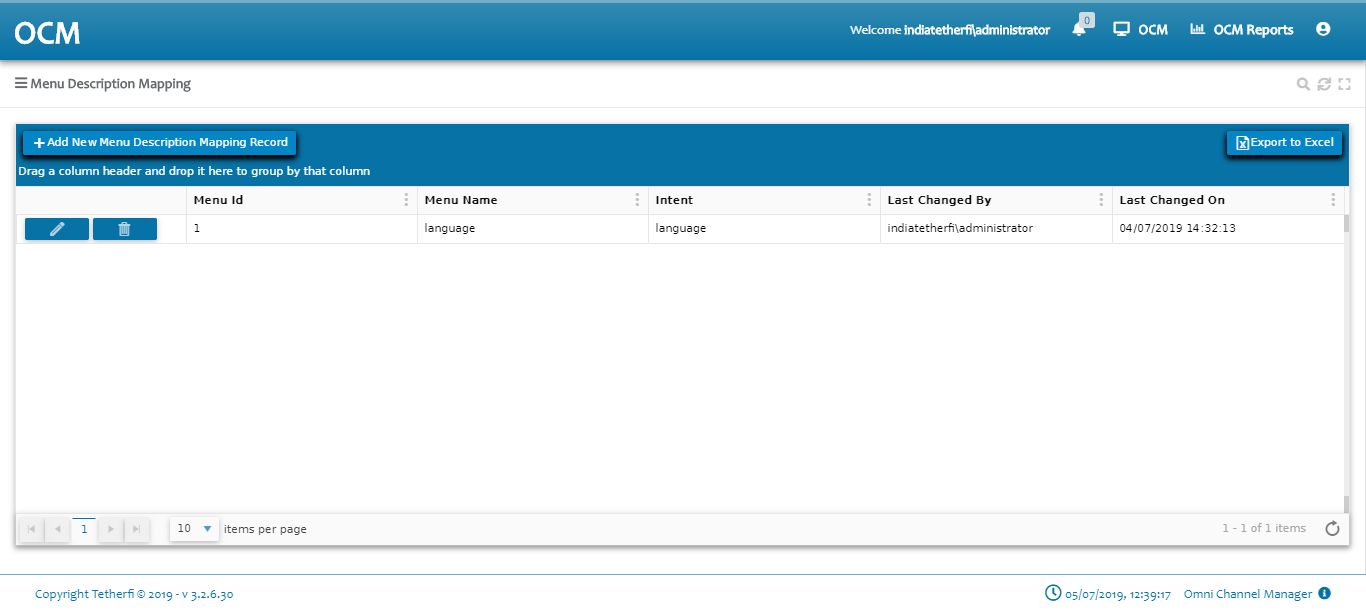 OCM
Welcome indiatetherfi\administrator
0
OCM
OCM Reports
Menu Description Mapping
Add New Menu Description Mapping Record
Export to Excel
Drag a column header and drop it here to group by that column
Menu Id Menu Name Intent Last Changed By Last Changed On
1 language language indiatetherfi\administrator 04/07/2019 14:32:13
1 10 items per page 1 - 1 of 1 items
Copyright Tetherfi © 2019 - v 3.2.6.30
05/07/2019, 12:39:17 Omni Channel Manager